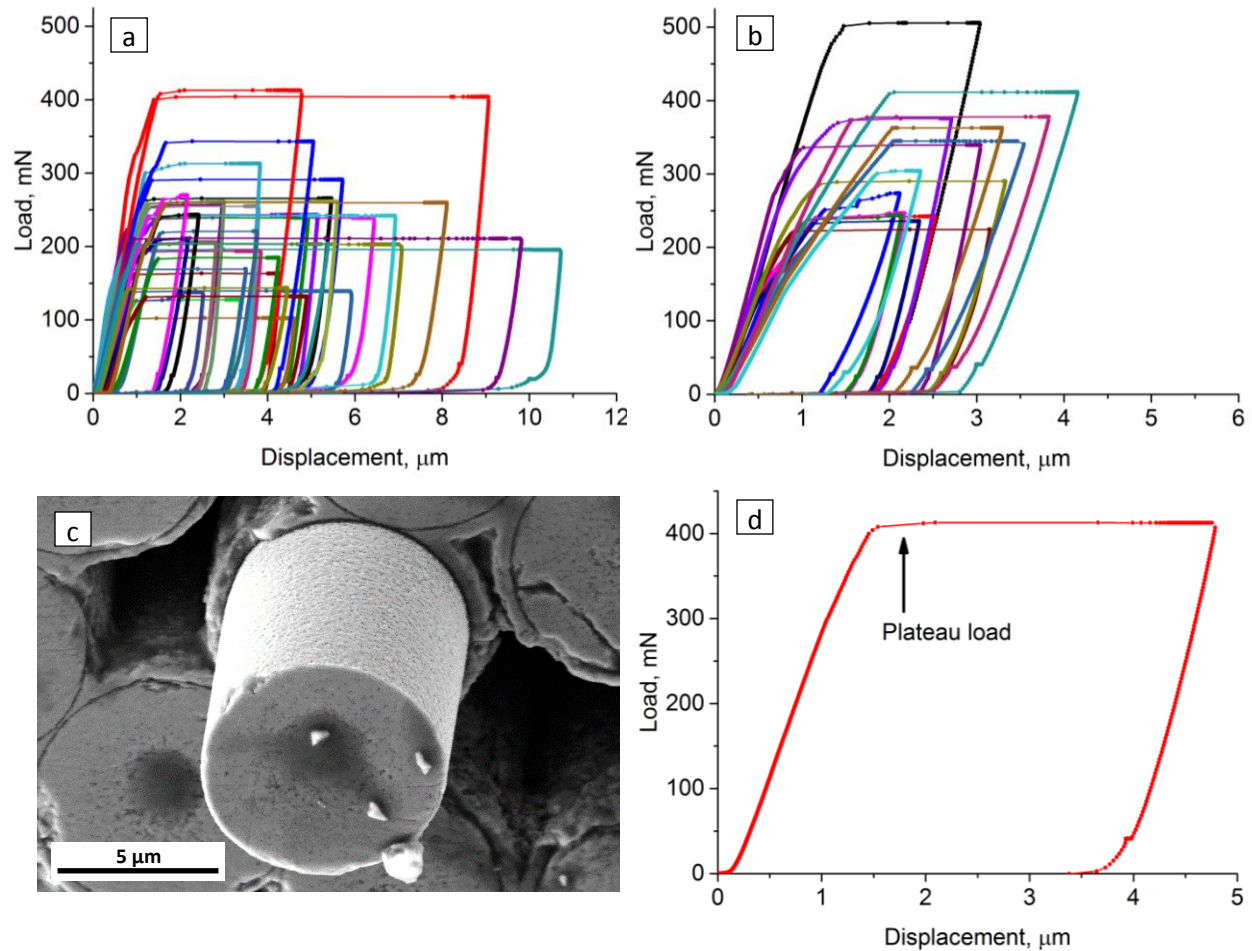 a
500
400
300
200
100
0
Load, mN
0 2 4 6 8 10 12
Displacement, μm
b
500
400
300
200
100
0
Load, mN
0 1 2 3 4 5 6
Displacement, μm
c
5 μm
d
400
300
200
100
0
Load, mN
Plateau load
0 1 2 3 4 5
Displacement, μm